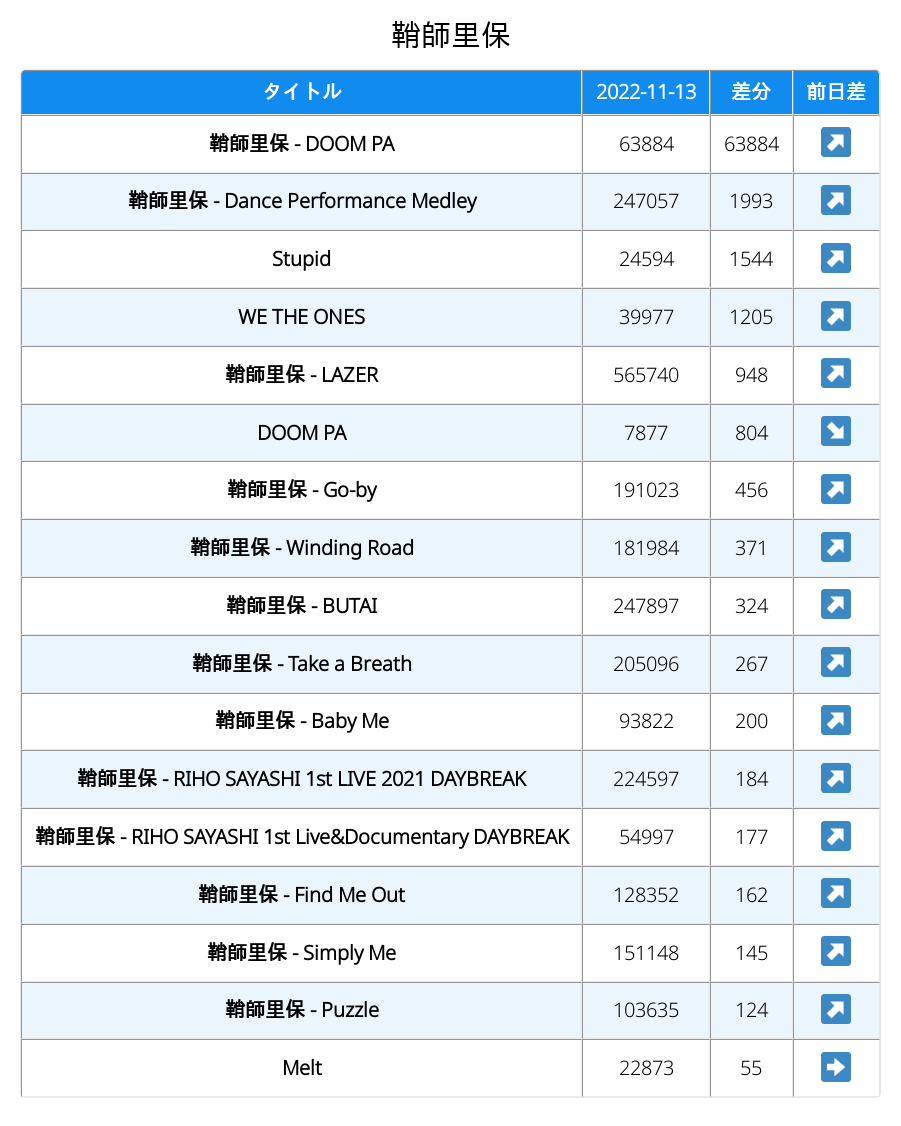 鞘師里保
タイトル 2022-11-13 差分 前日差
鞘師里保 - DOOM PA 63884 63884 ↗
鞘師里保 - Dance Performance Medley 247057 1993 ↗
Stupid 24594 1544 ↗
WE THE ONES 39977 1205 ↗
鞘師里保 - LAZER 565740 948 ↗
DOOM PA 7877 804 ↘
鞘師里保 - Go-by 191023 456 ↗
鞘師里保 - Winding Road 181984 371 ↗
鞘師里保 - BUTAI 247897 324 ↗
鞘師里保 - Take a Breath 205096 267 ↗
鞘師里保 - Baby Me 93822 200 ↗
鞘師里保 - RIHO SAYASHI 1st LIVE 2021 DAYBREAK 224597 184 ↗
鞘師里保 - RIHO SAYASHI 1st Live&Documentary DAYBREAK 54997 177 ↗
鞘師里保 - Find Me Out 128352 162 ↗
鞘師里保 - Simply Me 151148 145 ↗
鞘師里保 - Puzzle 103635 124 ↗
Melt 22873 55 ➡